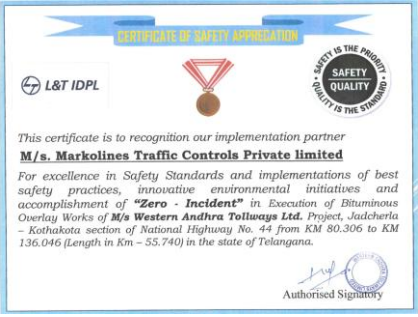 CERTIFICATE OF SAFETY APPRECATION
L&T IDPL
SAFETY IS THE PRIORITY
SAFETY
QUALITY
QUALITY IS THE STANDARD
This certificate is to recognition our implementation partner
M/s. Markolines Traffic Controls Private limited
For excellence in Safety Standards and implementations of best
safety practices, innovative environmental initiatives and
accomplishment of "Zero - Incident" in Execution of Bituminous
Overlay Works of M/s Western Andhra Tollways Ltd. Project, Jadcherla
– Kothakota section of National Highway No. 44 from KM 80.306 to KM
136.046 (Length in Km – 55.740) in the state of Telangana.
Authorised Signatory